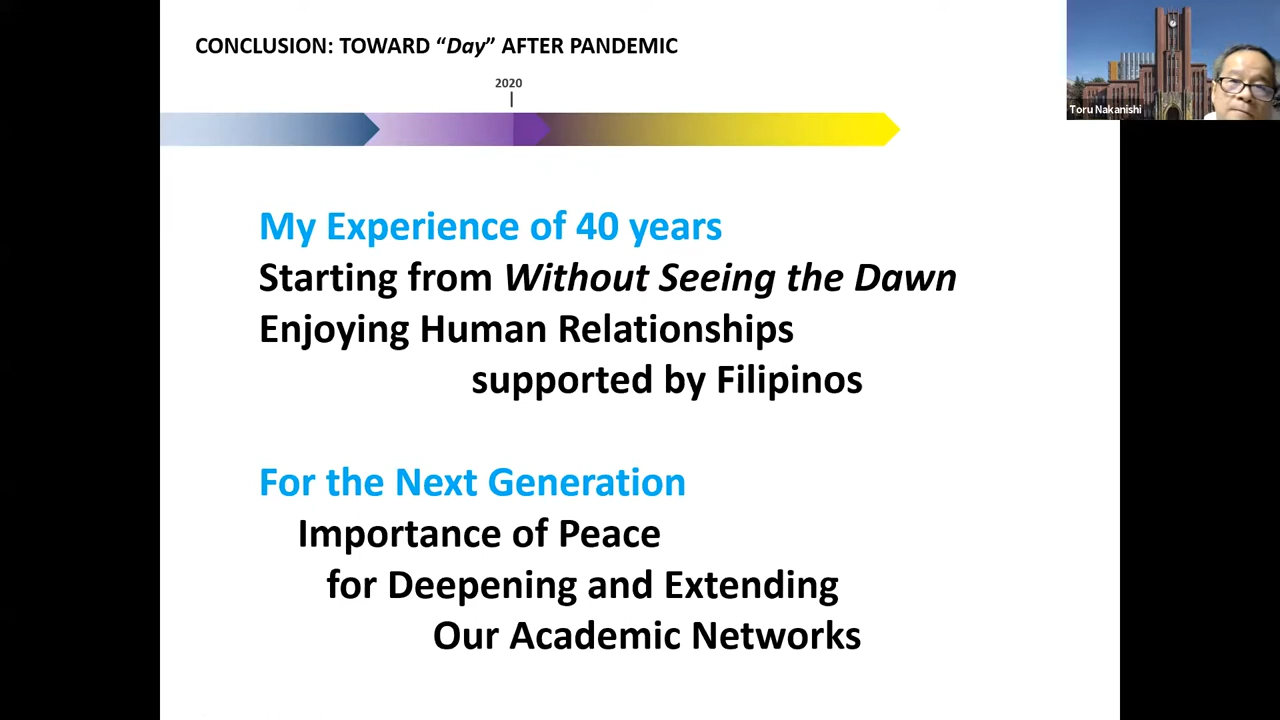 CONCLUSION: TOWARD “Day” AFTER PANDEMIC
Toru Nakanishi
2020
My Experience of 40 years
Starting from Without Seeing the Dawn
Enjoying Human Relationships
supported by Filipinos
For the Next Generation
Importance of Peace
for Deepening and Extending
Our Academic Networks